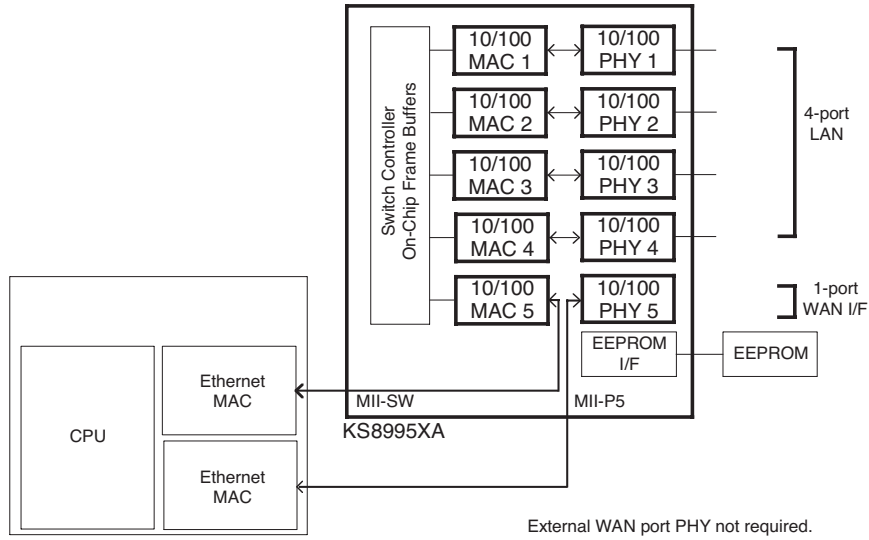 Switch Controller
On-Chip Frame Buffers
10/100
MAC 1
10/100
PHY 1
10/100
MAC 2
10/100
PHY 2
10/100
MAC 3
10/100
PHY 3
10/100
MAC 4
10/100
PHY 4
10/100
MAC 5
10/100
PHY 5
4-port
LAN
1-port
WAN I/F
EEPROM
I/F
EEPROM
MII-SW
MII-P5
KS8995XA
CPU
Ethernet
MAC
Ethernet
MAC
External WAN port PHY not required.